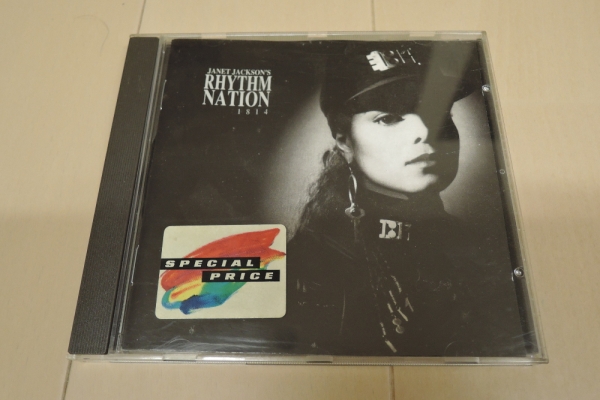 JANET JACKSON'S
RHYTHM
NATION
1814
SPECIAL
PRICE